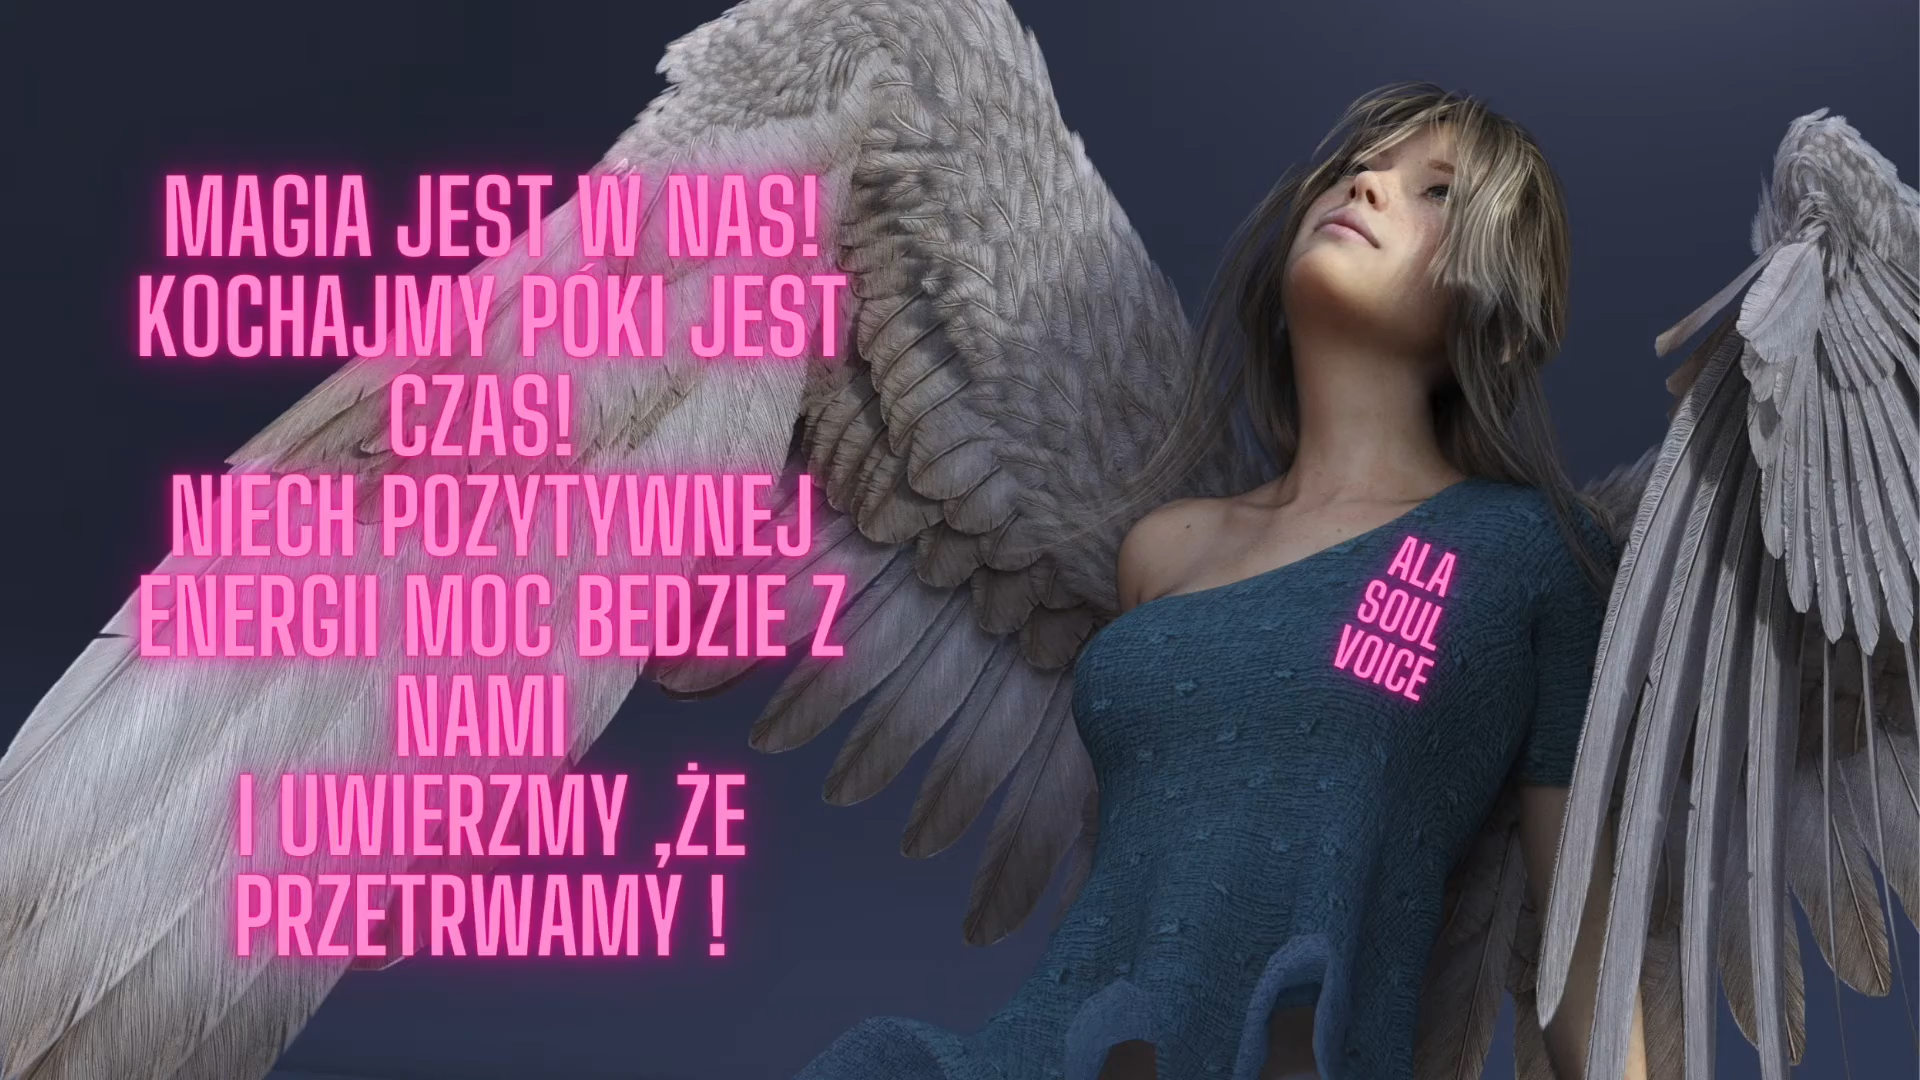 MAGIA JEST W NAS!
KOCHAJMY PÓKI JEST
CZAS!
NIECH POZYTYWNEJ
ENERGII MOC BEDZIE Z
NAMI
I UWIERZMY ,ŻE
PRZETRWAMY !
ALA
SOUL
VOICE